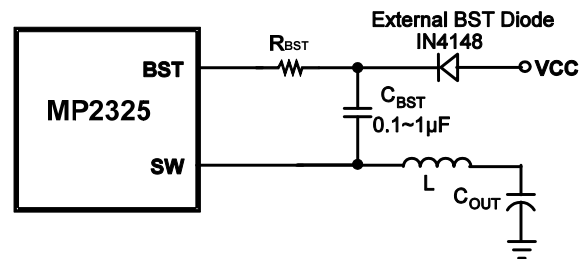 External BST Diode
IN4148
RBST
BST
VCC
MP2325
CBST
0.1~1µF
SW
L
COUT